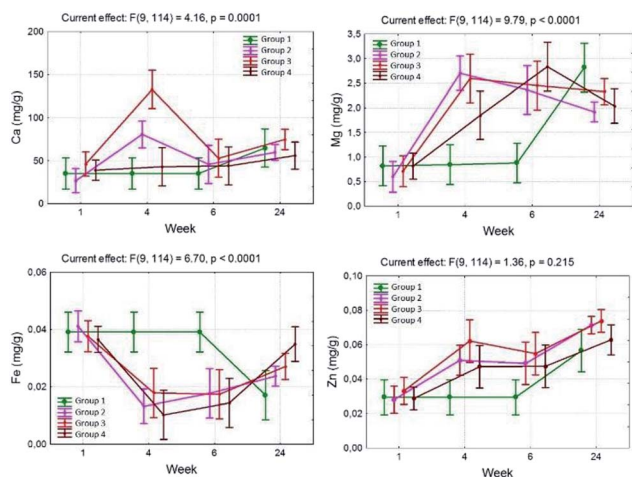 Current effect: F(9, 114) = 4.16, p = 0.0001
Ca (mg/g)
200
150
100
50
0
Group 1
Group 2
Group 3
Group 4
1 4 6 24
Week
Current effect: F(9, 114) = 9.79, p < 0.0001
Mg (mg/g)
3,5
3,0
2,5
2,0
1,5
1,0
0,5
0,0
Group 1
Group 2
Group 3
Group 4
1 4 6 24
Week
Current effect: F(9, 114) = 6.70, p < 0.0001
Fe (mg/g)
0,06
0,04
0,02
0,00
Group 1
Group 2
Group 3
Group 4
1 4 6 24
Week
Current effect: F(9, 114) = 1.36, p = 0.215
Zn (mg/g)
0,10
0,08
0,06
0,04
0,02
0,00
Group 1
Group 2
Group 3
Group 4
1 4 6 24
Week